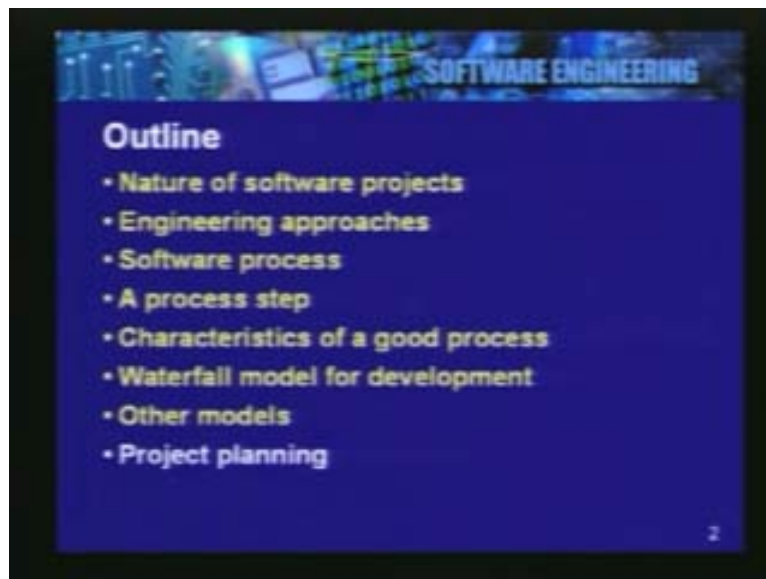 SOFTWARE ENGINEERING
Outline
• Nature of software projects
• Engineering approaches
• Software process
• A process step
• Characteristics of a good process
• Waterfall model for development
• Other models
• Project planning
2